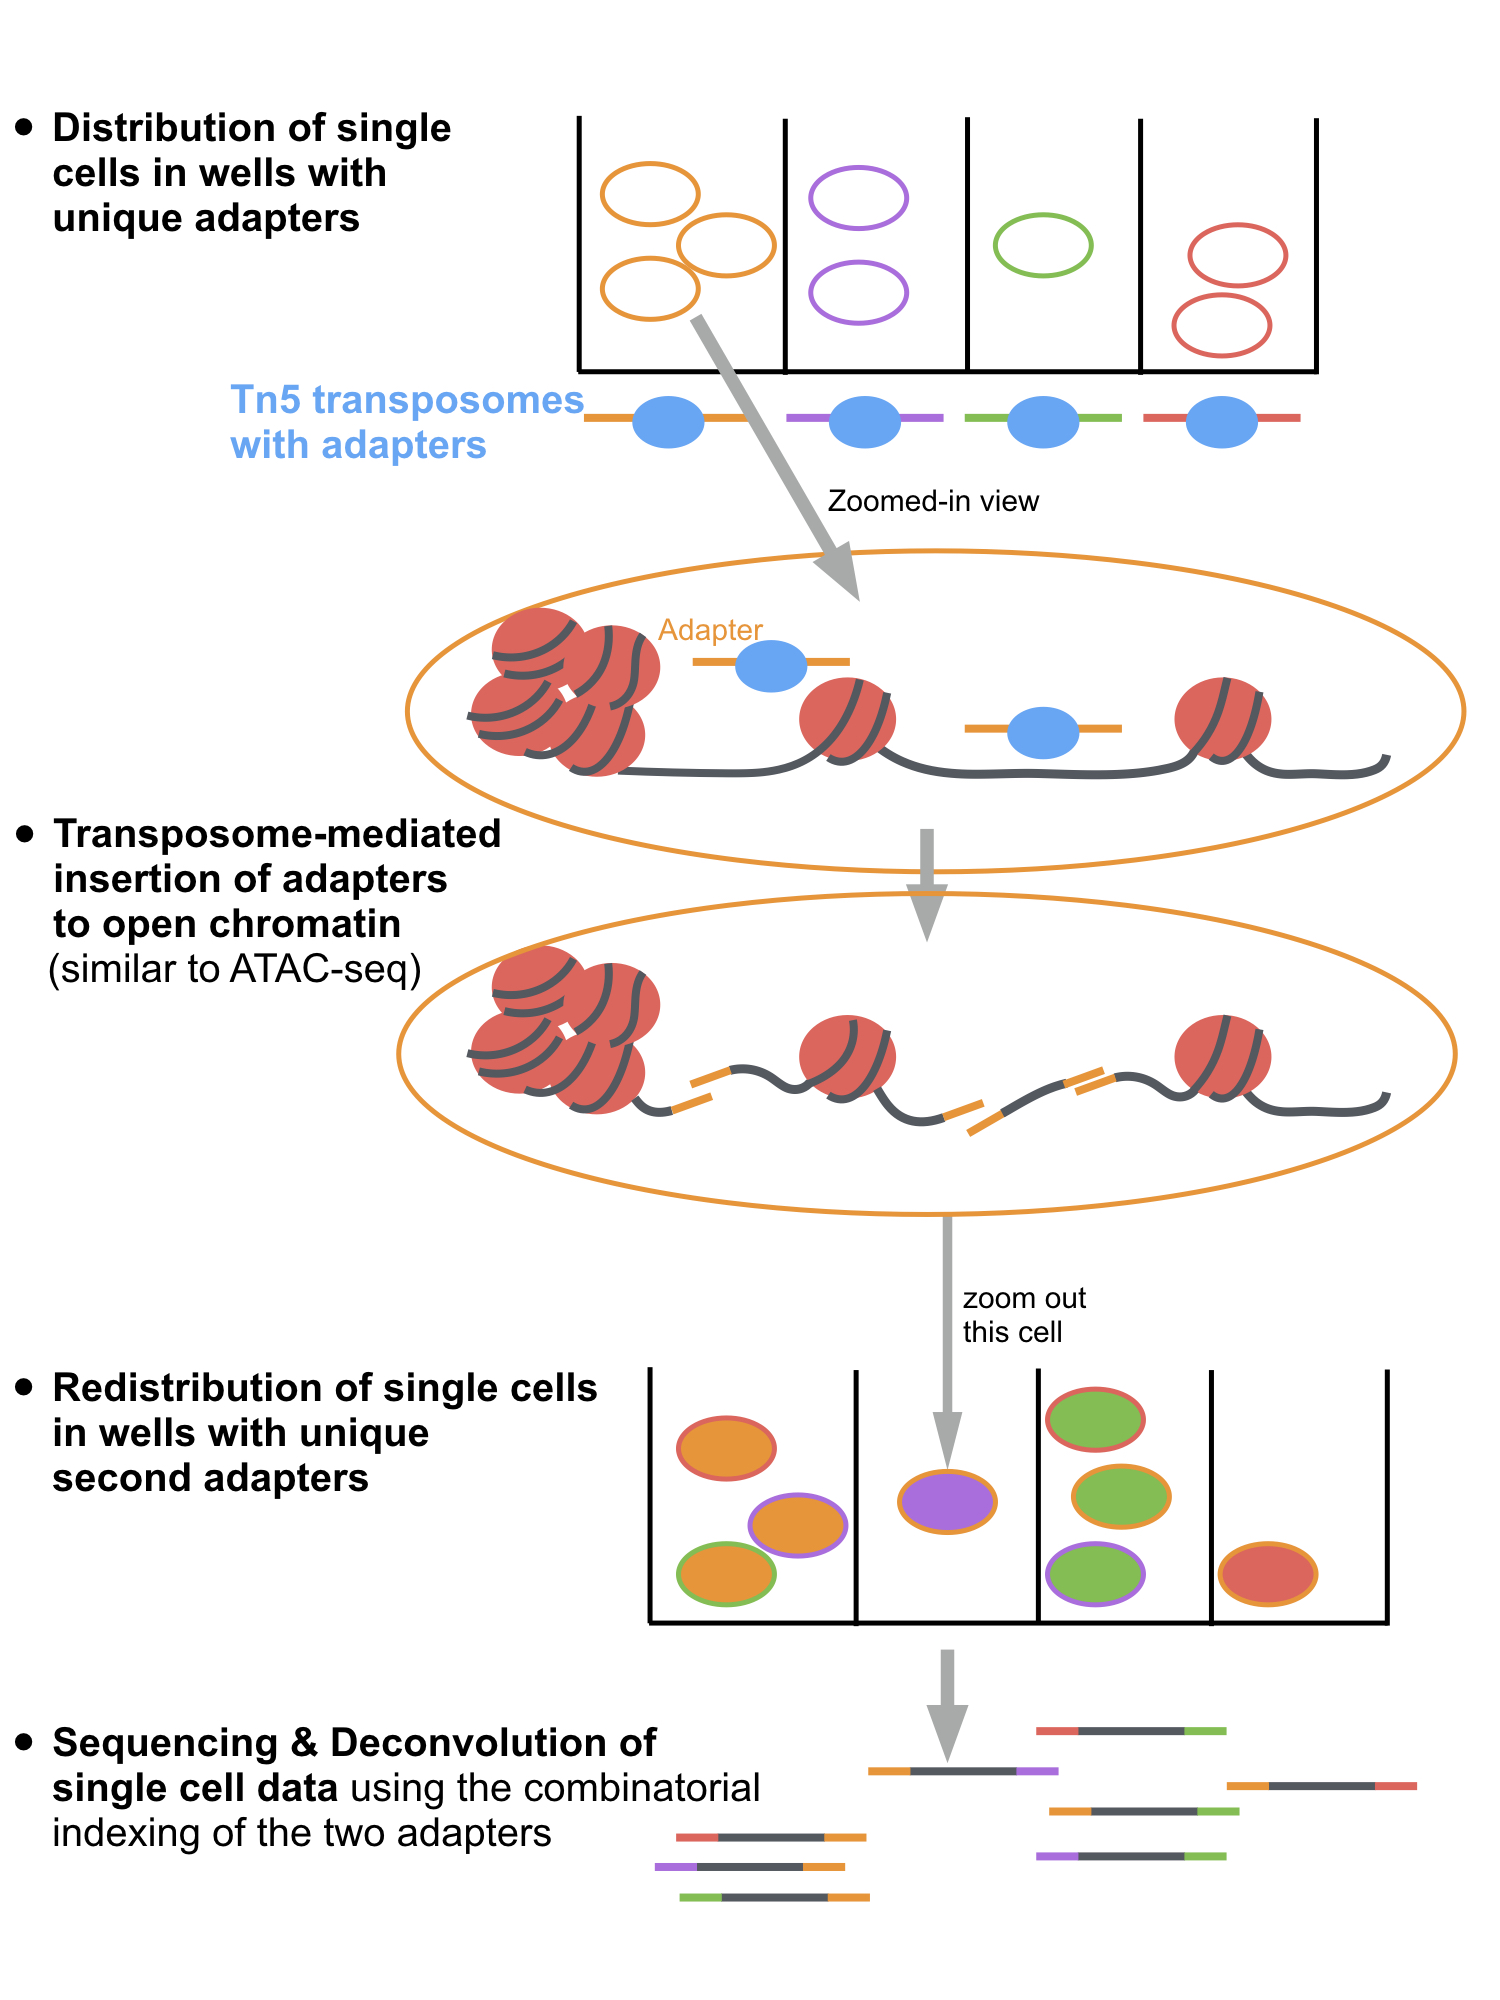 • Distribution of single
cells in wells with
unique adapters
Tn5 transposomes
with adapters
Zoomed-in view
Adapter
• Transposome-mediated
insertion of adapters
to open chromatin
(similar to ATAC-seq)
zoom out
this cell
• Redistribution of single cells
in wells with unique
second adapters
• Sequencing & Deconvolution of
single cell data using the combinatorial
indexing of the two adapters